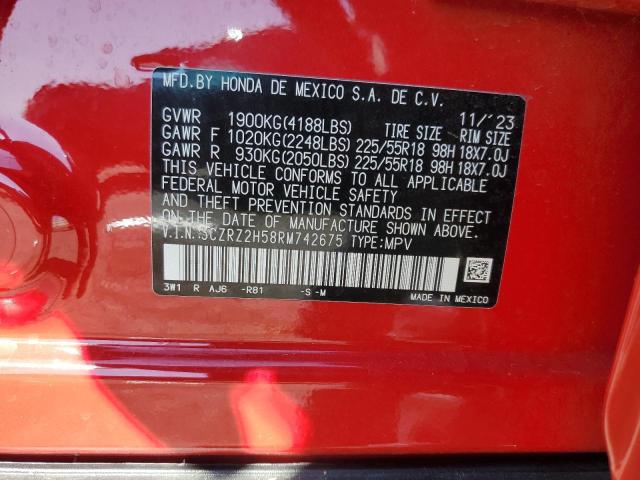 MFD.BY HONDA DE MEXICO S.A. DE C.V.
11/'23
GVWR 1900KG(4188LBS) TIRE SIZE RIM SIZE
GAWR F 1020KG(2248LBS) 225/55R18 98H 18X7.0J
GAWR R 930KG(2050LBS) 225/55R18 98H 18X7.0J
THIS VEHICLE CONFORMS TO ALL APPLICABLE
FEDERAL MOTOR VEHICLE SAFETY
AND THEFT PREVENTION STANDARDS IN EFFECT
ON THE DATE OF MANUFACTURE SHOWN ABOVE.
V.I.N.:3CZRZ2H58RM742675 TYPE:MPV
3W1 R AJ6 -R81 -S -M
MADE IN MEXICO